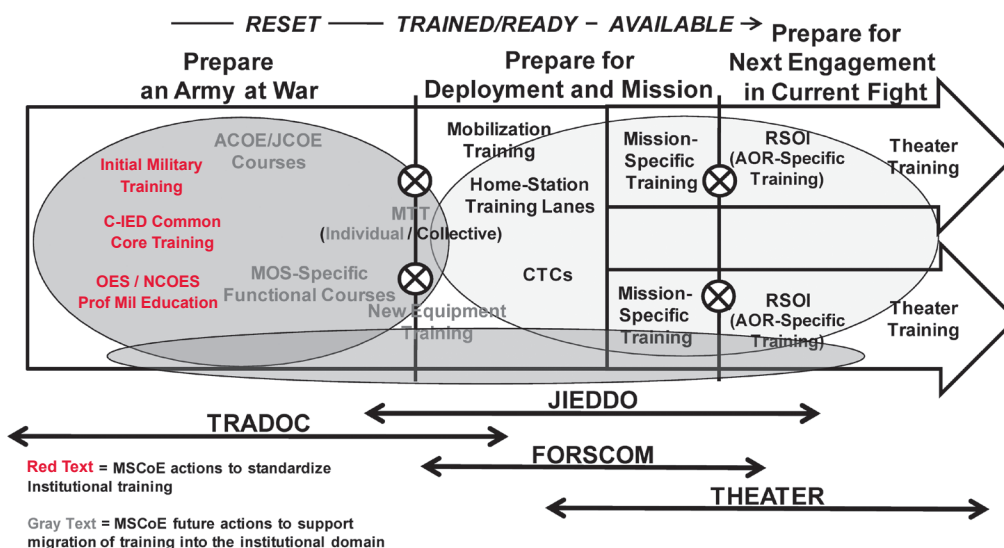 RESET – TRAINED/READY – AVAILABLE
Prepare
an Army at War
Prepare for
Deployment and Mission
Prepare for
Next Engagement
in Current Fight
ACOE/JCOE
Courses
Initial Military
Training
C-IED Common
Core Training
OES / NCOES
Prof Mil Education
MOS-Specific
Functional Courses
MTT
(Individual / Collective)
New Equipment
Training
Mobilization
Training
Home-Station
Training Lanes
CTCs
Mission-
Specific
Training
RSOI
(AOR-Specific
Training)
Theater
Training
Mission-
Specific
Training
RSOI
(AOR-Specific
Training)
Theater
Training
JIEDDO
TRADOC
FORSCOM
THEATER
Red Text = MSCoE actions to standardize
Institutional training
Gray Text = MSCoE future actions to support
migration of training into the institutional domain